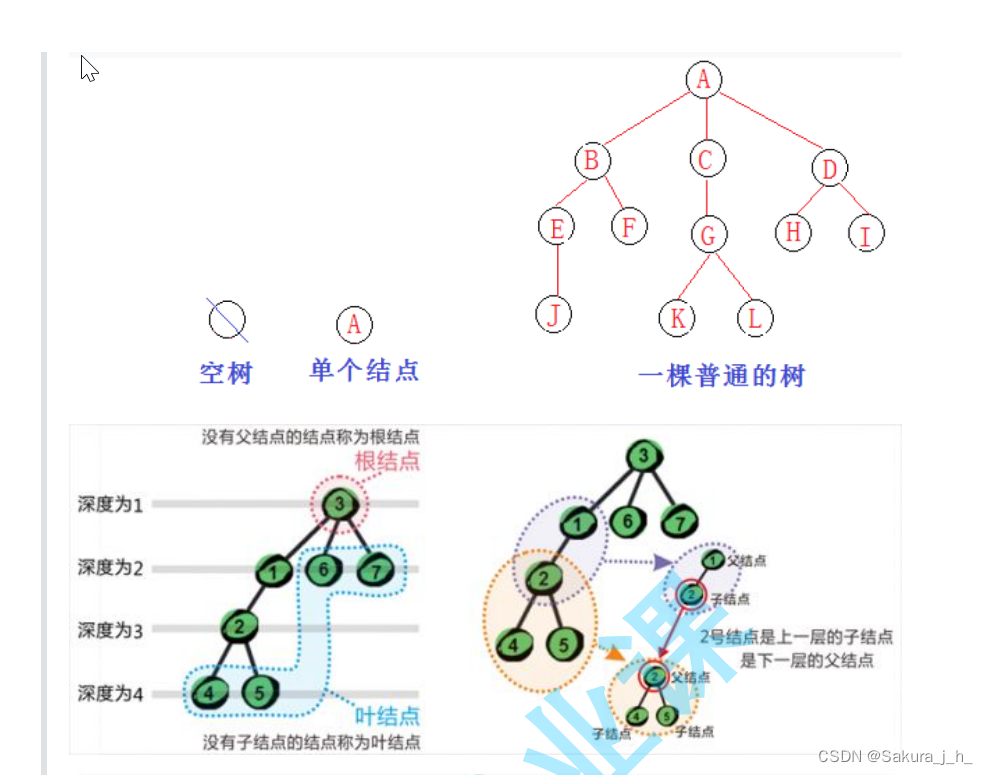 A
B
C
D
E
F
G
H
I
J
K
L
A
空树
单个结点
一棵普通的树
没有父结点的结点称为根结点
根结点
深度为1
3
深度为2
1
6
7
深度为3
2
深度为4
4
5
叶结点
没有子结点的结点称为叶结点
3
1
6
7
2
4
5
1
父结点
2
子结点
2号结点是上一层的子结点
是下一层的父结点
2
父结点
4
5
子结点
子结点
业课
CSDN @Sakura_j_h_